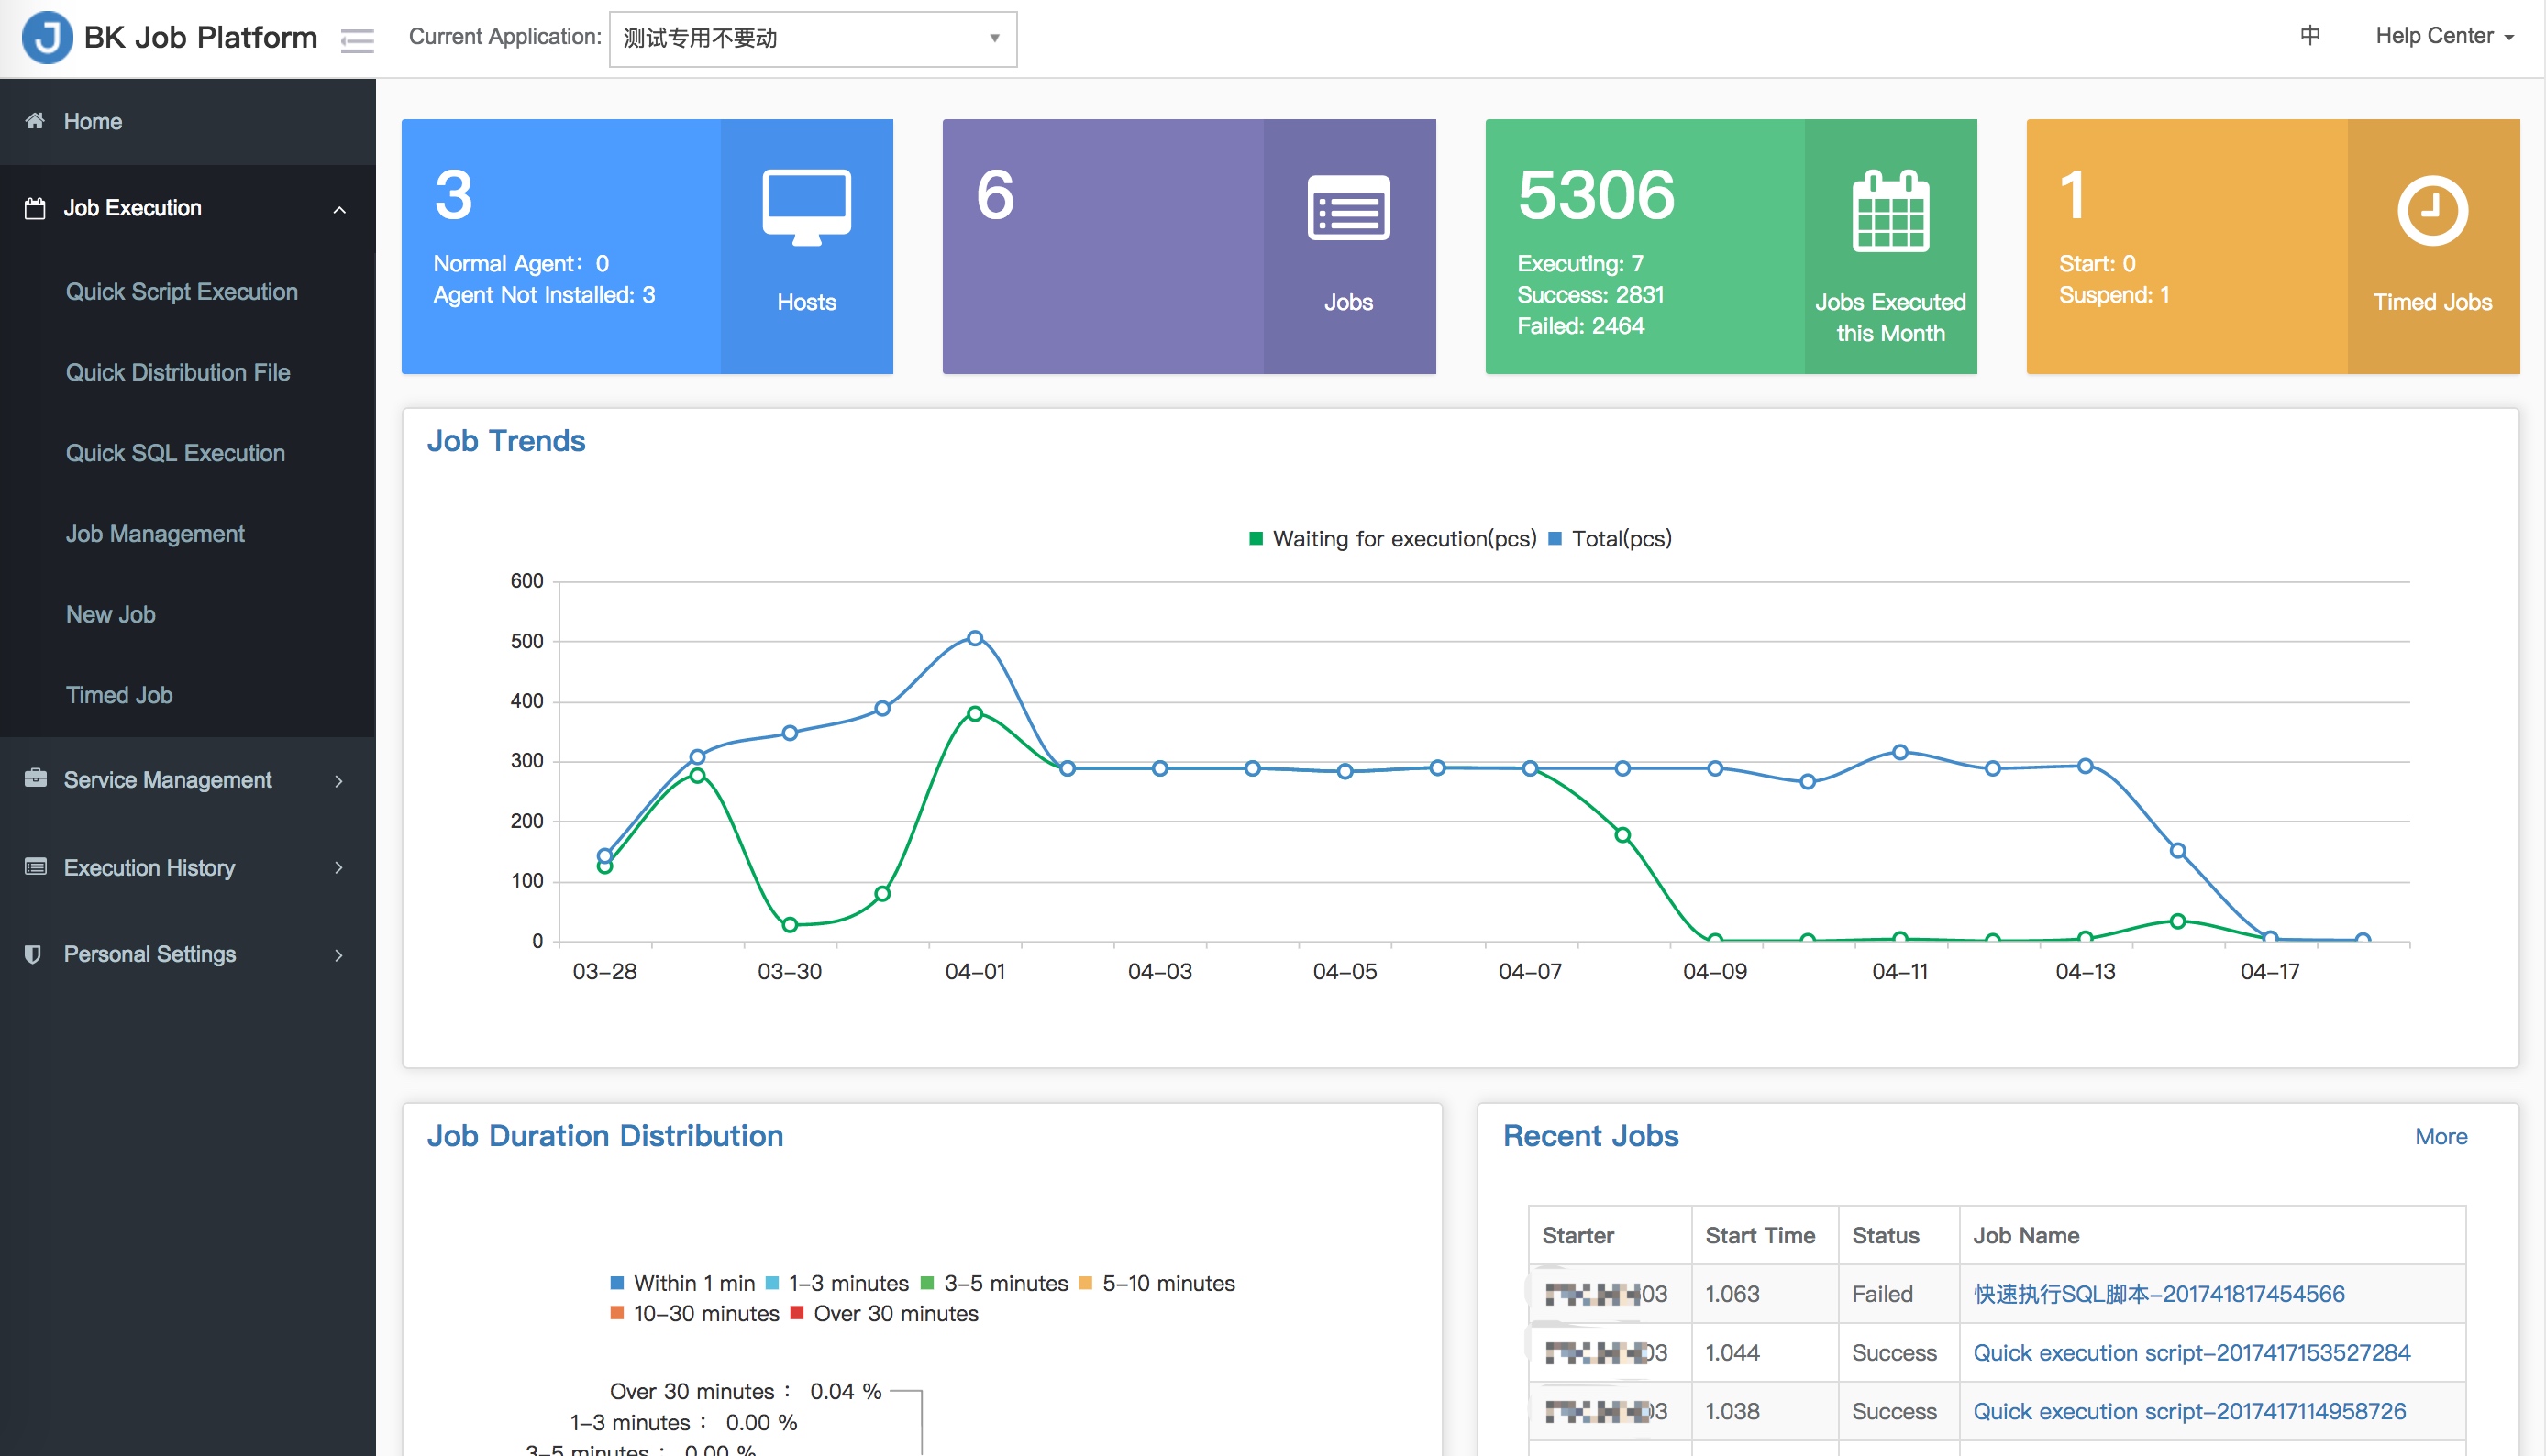 BK Job Platform
Current Application:
测试专用不要动
中
Help Center
Home
Job Execution
Quick Script Execution
Quick Distribution File
Quick SQL Execution
Job Management
New Job
Timed Job
Service Management
Execution History
Personal Settings
3
Normal Agent：0
Agent Not Installed: 3
Hosts
6
Jobs
5306
Executing: 7
Success: 2831
Failed: 2464
Jobs Executed
this Month
1
Start: 0
Suspend: 1
Timed Jobs
Job Trends
Waiting for execution(pcs) Total(pcs)
600
500
400
300
200
100
0
03-28 03-30 04-01 04-03 04-05 04-07 04-09 04-11 04-13 04-17
Job Duration Distribution
Within 1 min 1-3 minutes 3-5 minutes 5-10 minutes
10-30 minutes Over 30 minutes
Over 30 minutes： 0.04 %
1-3 minutes： 0.00 %
3-5 minutes： 0.00 %
Recent Jobs
More
Starter Start Time Status Job Name
03 1.063 Failed 快速执行SQL脚本-201741817454566
03 1.044 Success Quick execution script-2017417153527284
03 1.038 Success Quick execution script-2017417114958726